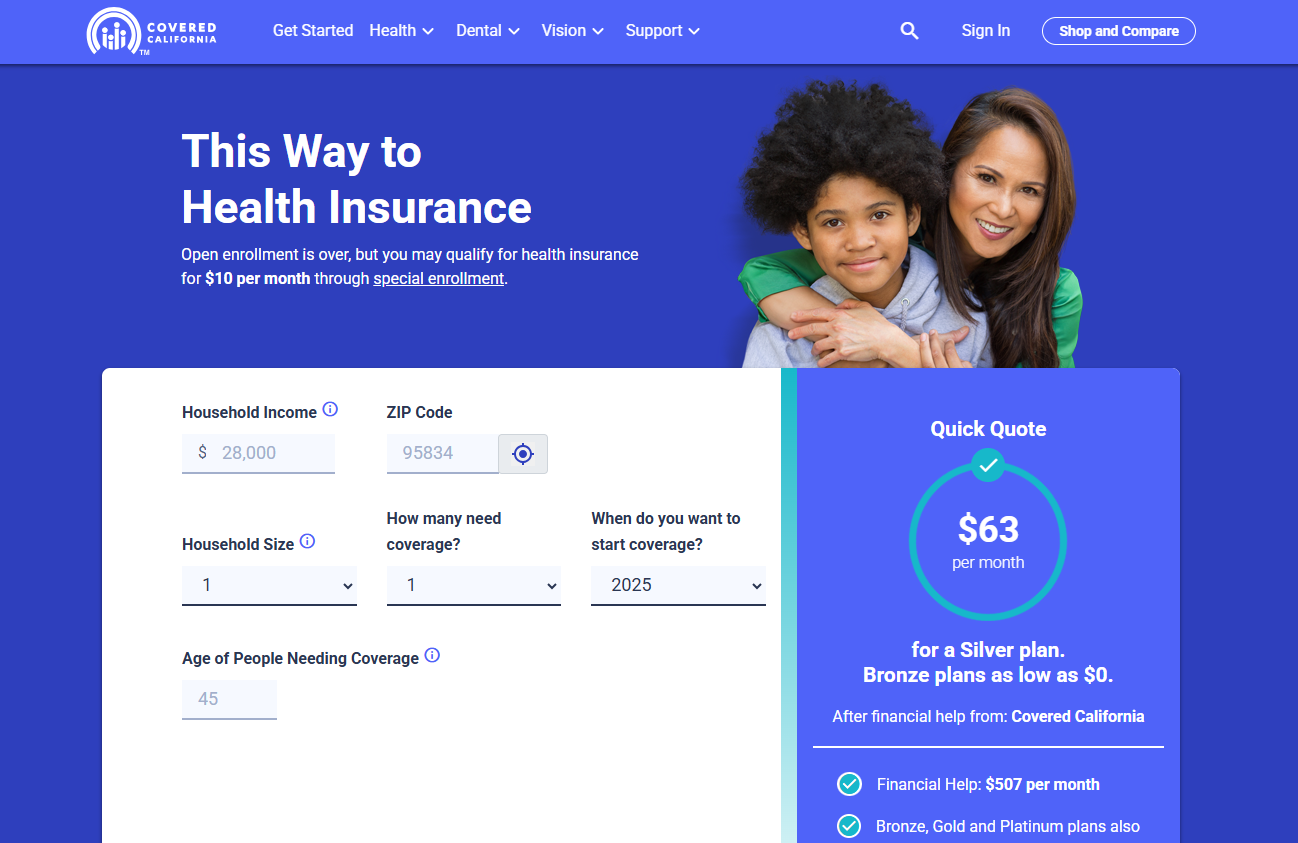 COVERED
CALIFORNIA
TM
Get Started Health Dental Vision Support Sign In Shop and Compare
This Way to
Health Insurance
Open enrollment is over, but you may qualify for health insurance
for $10 per month through special enrollment.
Household Income ZIP Code
$ 28,000 95834
How many need
coverage?
When do you want to
start coverage?
Household Size
1 1 2025
Age of People Needing Coverage
45
Quick Quote
$63
per month
for a Silver plan.
Bronze plans as low as $0.
After financial help from: Covered California
Financial Help: $507 per month
Bronze, Gold and Platinum plans also